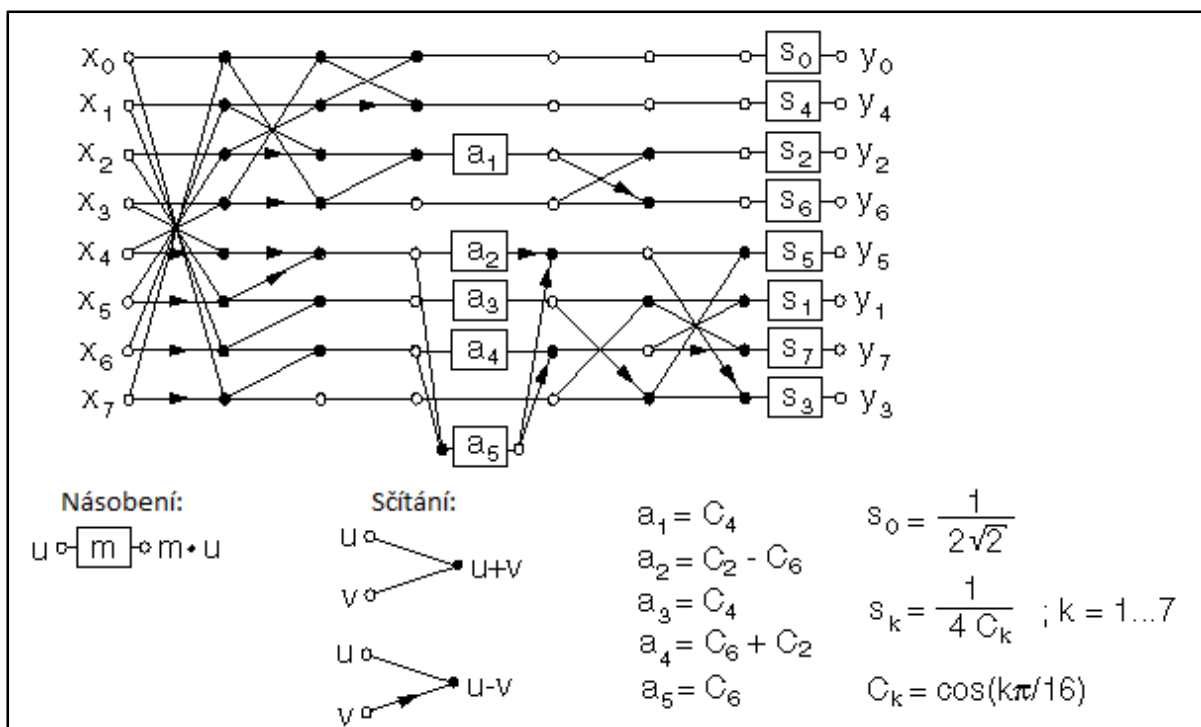 x₀ s₀ y₀
x₁ s₄ y₄
x₂ a₁ s₂ y₂
x₃ s₆ y₆
x₄ a₂ s₅ y₅
x₅ a₃ s₁ y₁
x₆ a₄ s₇ y₇
x₇ s₃ y₃
a₅
Násobení:
u m m • u
Sčítání:
u
u+v
v
u
u-v
v
a₁ = C₄
a₂ = C₂ - C₆
a₃ = C₄
a₄ = C₆ + C₂
a₅ = C₆
s₀ = 1 / 2√2
sₖ = 1 / 4 Cₖ ; k = 1...7
Cₖ = cos(kπ/16)